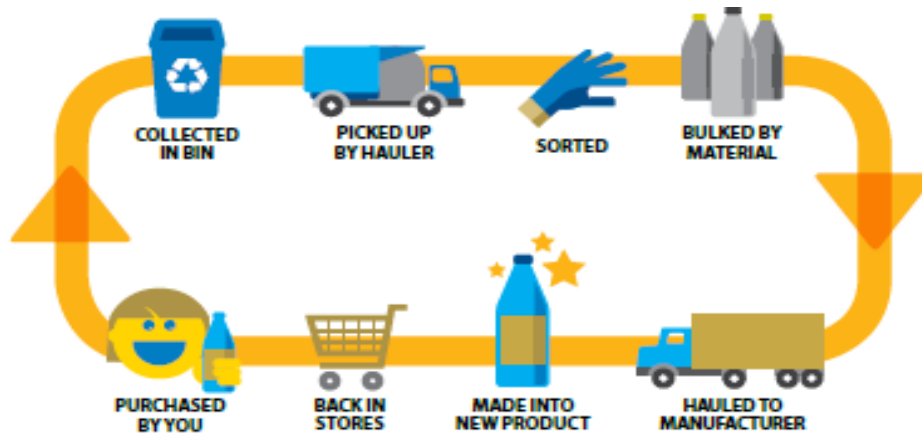 COLLECTED
IN BIN
PICKED UP
BY HAULER
SORTED
BULKED BY
MATERIAL
PURCHASED
BY YOU
BACK IN
STORES
MADE INTO
NEW PRODUCT
HAULED TO
MANUFACTURER